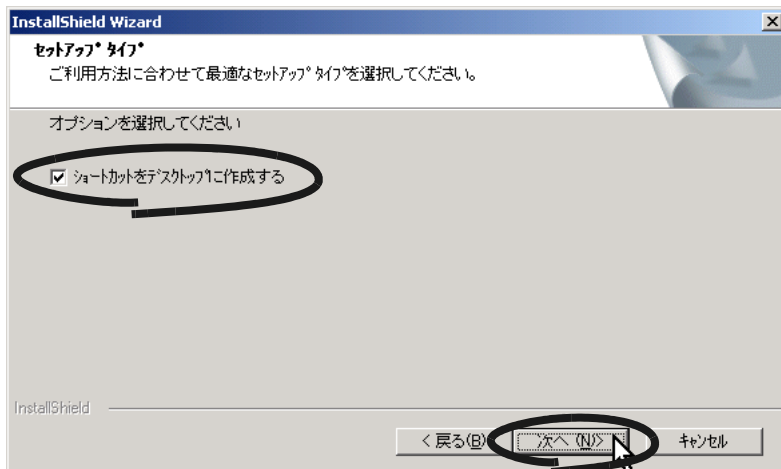 InstallShield Wizard
ｾｯﾄｱｯﾌﾟ ﾀｲﾌﾟ
ご利用方法に合わせて最適なｾｯﾄｱｯﾌﾟ ﾀｲﾌﾟを選択してください。
オプションを選択してください
ｼｮｰﾄｶｯﾄをﾃﾞｽｸﾄｯﾌﾟに作成する
InstallShield
< 戻る(B)
次へ (N)>
ｷｬﾝｾﾙ